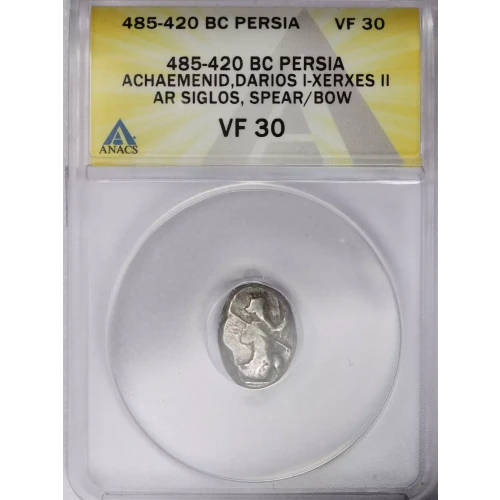 485-420 BC PERSIA VF 30
485-420 BC PERSIA
ACHAEMENID,DARIOS I-XERXES II
AR SIGLOS, SPEAR/BOW
VF 30
ANACS